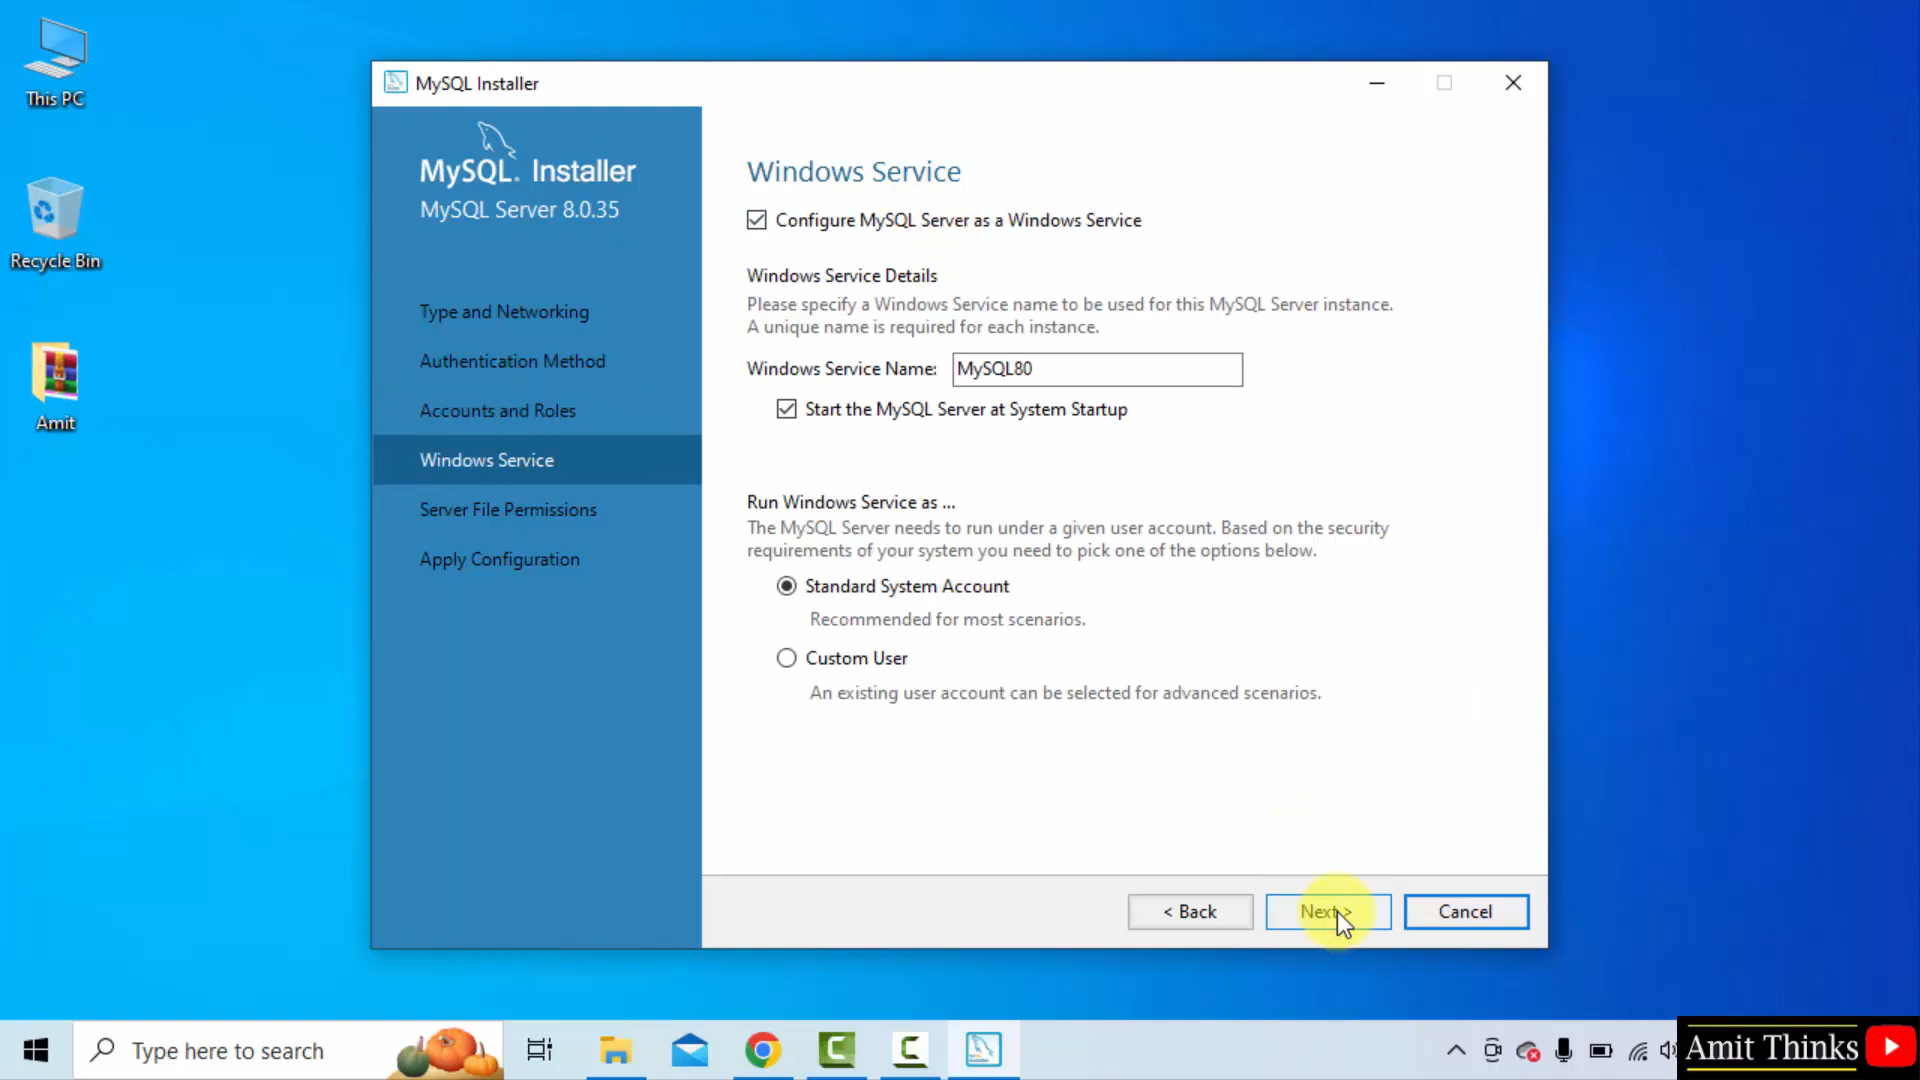 This PC
Recycle Bin
Amit
MySQL Installer
MySQL. Installer
MySQL Server 8.0.35
Type and Networking
Authentication Method
Accounts and Roles
Windows Service
Server File Permissions
Apply Configuration
Windows Service
Configure MySQL Server as a Windows Service
Windows Service Details
Please specify a Windows Service name to be used for this MySQL Server instance.
A unique name is required for each instance.
Windows Service Name: MySQL80
Start the MySQL Server at System Startup
Run Windows Service as ...
The MySQL Server needs to run under a given user account. Based on the security
requirements of your system you need to pick one of the options below.
Standard System Account
Recommended for most scenarios.
Custom User
An existing user account can be selected for advanced scenarios.
< Back
Next >
Cancel
Type here to search
Amit Thinks